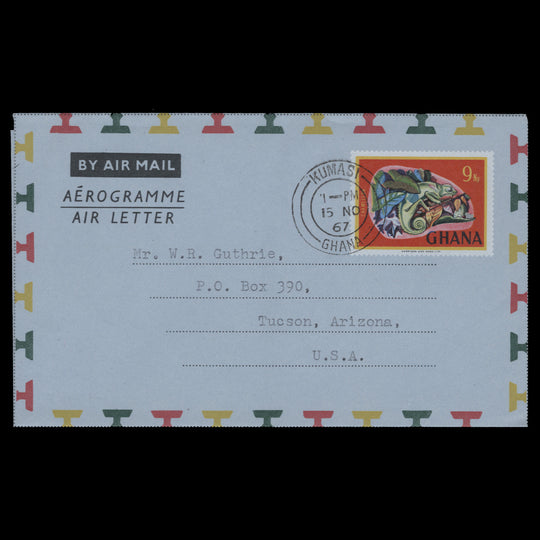 BY AIR MAIL
AÉROGRAMME
AIR LETTER
KUMASI
1-PM
15 NO
67
GHANA
9
GHANA
Mr. W.R. Guthrie,
P.O. Box 390,
Tucson, Arizona,
U.S.A.